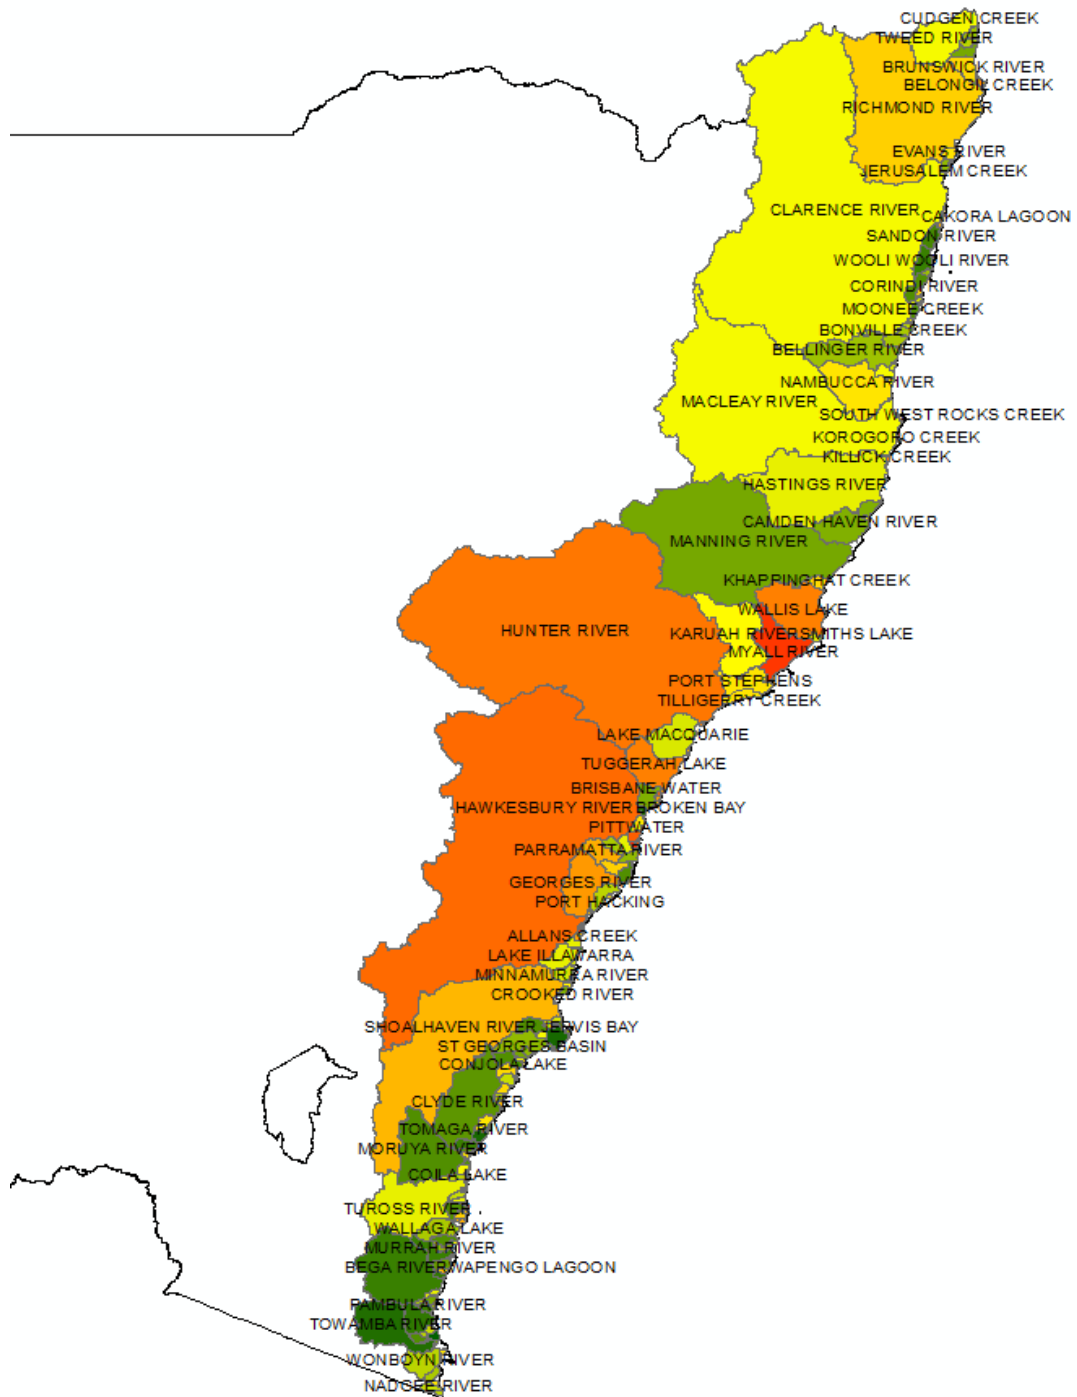 CUDGEN CREEK
TWEED RIVER
BRUNSWICK RIVER
BELONGIL CREEK
RICHMOND RIVER
EVANS RIVER
JERUSALEM CREEK
CLARENCE RIVER
CAKORA LAGOON
SANDON RIVER
WOOLI WOOLI RIVER
CORINDI RIVER
MOONEE CREEK
BONVILLE CREEK
BELLINGER RIVER
NAMBUCCA RIVER
MACLEAY RIVER
SOUTH WEST ROCKS CREEK
KOROGORO CREEK
KILLICK CREEK
HASTINGS RIVER
CAMDEN HAVEN RIVER
MANNING RIVER
KHAPPINGHAT CREEK
WALLIS LAKE
HUNTER RIVER
KARUAH RIVER
SMITHS LAKE
MYALL RIVER
PORT STEPHENS
TILLIGERRY CREEK
LAKE MACQUARIE
TUGGERAH LAKE
BRISBANE WATER
HAWKESBURY RIVER
BROKEN BAY
PITTWATER
PARRAMATTA RIVER
GEORGES RIVER
PORT HACKING
ALLANS CREEK
LAKE ILLAWARRA
MINNAMURRA RIVER
CROOKED RIVER
SHOALHAVEN RIVER
JERVIS BAY
ST GEORGES BASIN
CONJOLA LAKE
CLYDE RIVER
TOMAGA RIVER
MORUYA RIVER
COILA LAKE
TUROSS RIVER
WALLAGA LAKE
MURRAH RIVER
BEGA RIVER
WAPENGO LAGOON
PAMBULA RIVER
TOWAMBA RIVER
WONBOYN RIVER
NADGEE RIVER